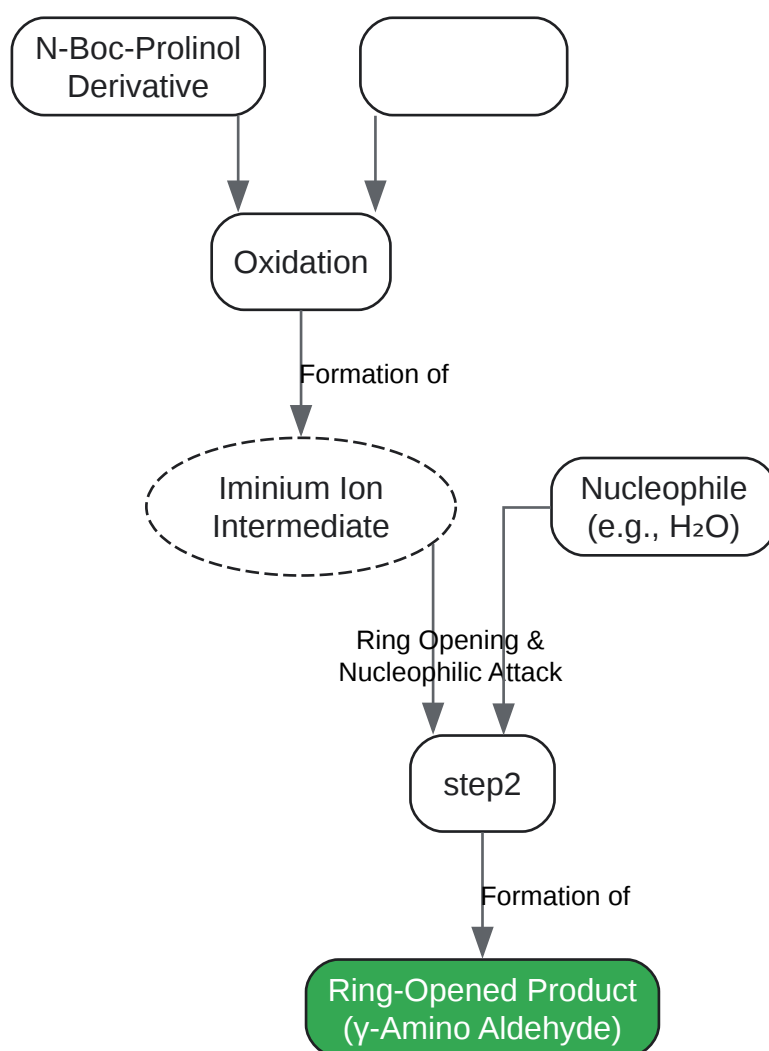 N-Boc-Prolinol
Derivative
Oxidation
Formation of
Iminium Ion
Intermediate
Nucleophile
(e.g., H₂O)
Ring Opening &
Nucleophilic Attack
step2
Formation of
Ring-Opened Product
(γ-Amino Aldehyde)